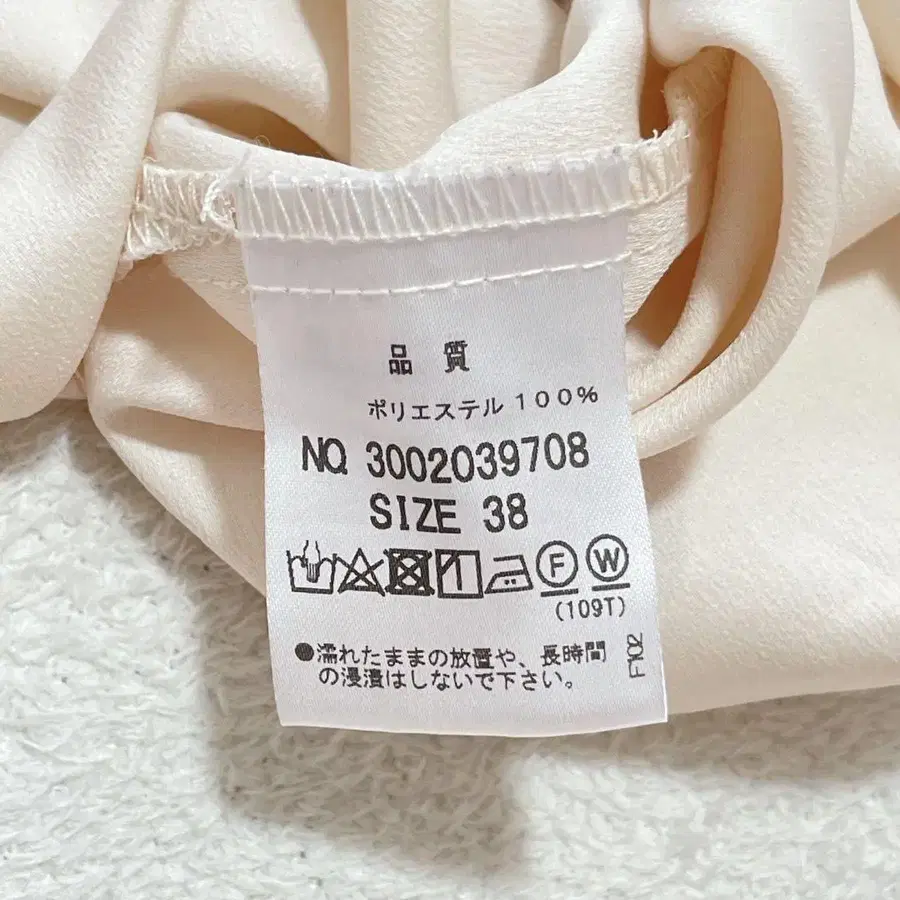 品 質
ポリエステル 100%
NO. 3002039708
SIZE 38
F W
(109T)
●濡れたままの放置や、長時間
の浸漬はしないで下さい。
FY02